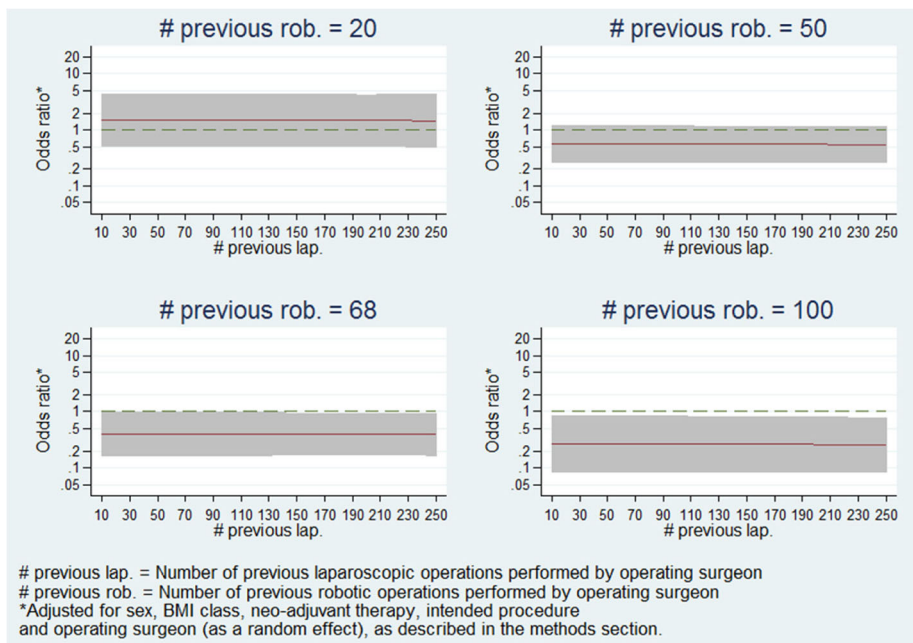 # previous rob. = 20
Odds ratio*
20
10
5
2
1
.5
.2
.1
.05
10 30 50 70 90 110 130 150 170 190 210 230 250
# previous lap.
# previous rob. = 50
Odds ratio*
20
10
5
2
1
.5
.2
.1
.05
10 30 50 70 90 110 130 150 170 190 210 230 250
# previous lap.
# previous rob. = 68
Odds ratio*
20
10
5
2
1
.5
.2
.1
.05
10 30 50 70 90 110 130 150 170 190 210 230 250
# previous lap.
# previous rob. = 100
Odds ratio*
20
10
5
2
1
.5
.2
.1
.05
10 30 50 70 90 110 130 150 170 190 210 230 250
# previous lap.
# previous lap. = Number of previous laparoscopic operations performed by operating surgeon
# previous rob. = Number of previous robotic operations performed by operating surgeon
*Adjusted for sex, BMI class, neo-adjuvant therapy, intended procedure
and operating surgeon (as a random effect), as described in the methods section.